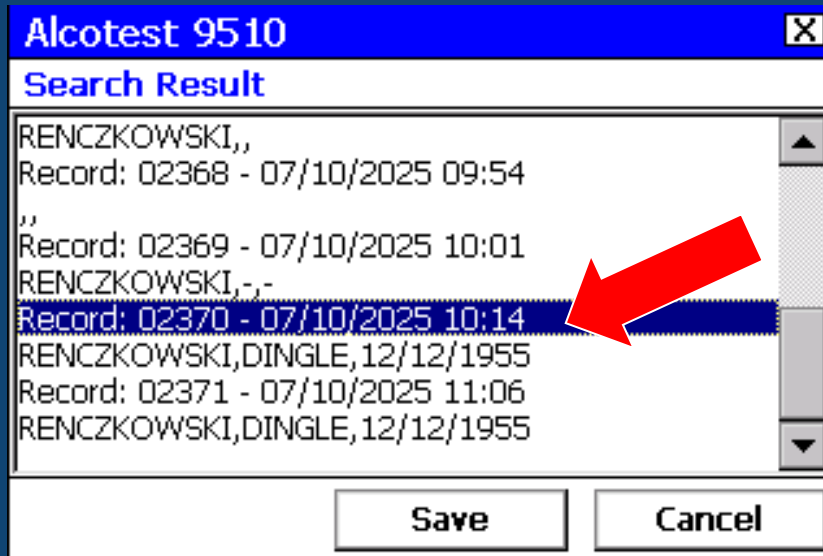 Alcotest 9510
X
Search Result
RENCZKOWSKI,,
Record: 02368 - 07/10/2025 09:54
,,
Record: 02369 - 07/10/2025 10:01
RENCZKOWSKI,-,-
Record: 02370 - 07/10/2025 10:14
RENCZKOWSKI,DINGLE,12/12/1955
Record: 02371 - 07/10/2025 11:06
RENCZKOWSKI,DINGLE,12/12/1955
Save
Cancel